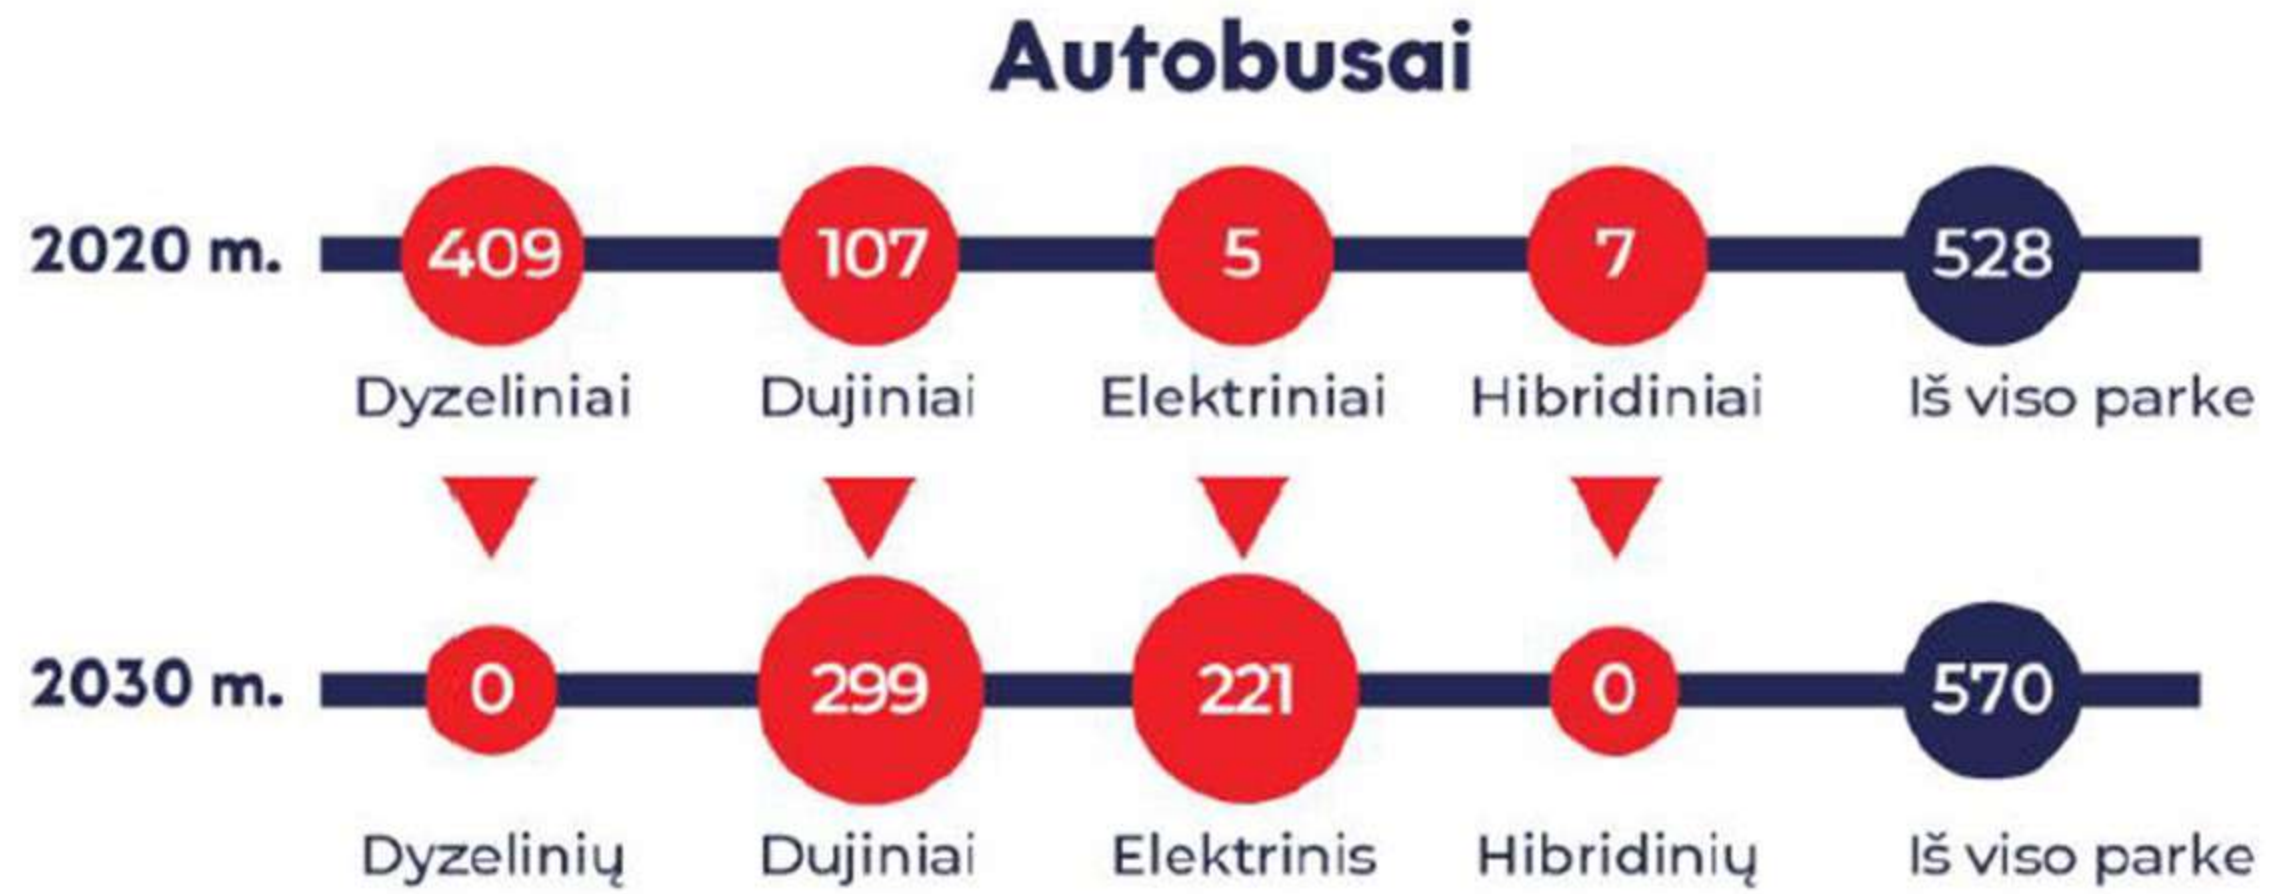 Autobusai
2020 m. 409 107 5 7 528
Dyzeliniai Dujiniai Elektriniai Hibridiniai Iš viso parke
2030 m. 0 299 221 0 570
Dyzelinių Dujiniai Elektrinis Hibridinių Iš viso parke